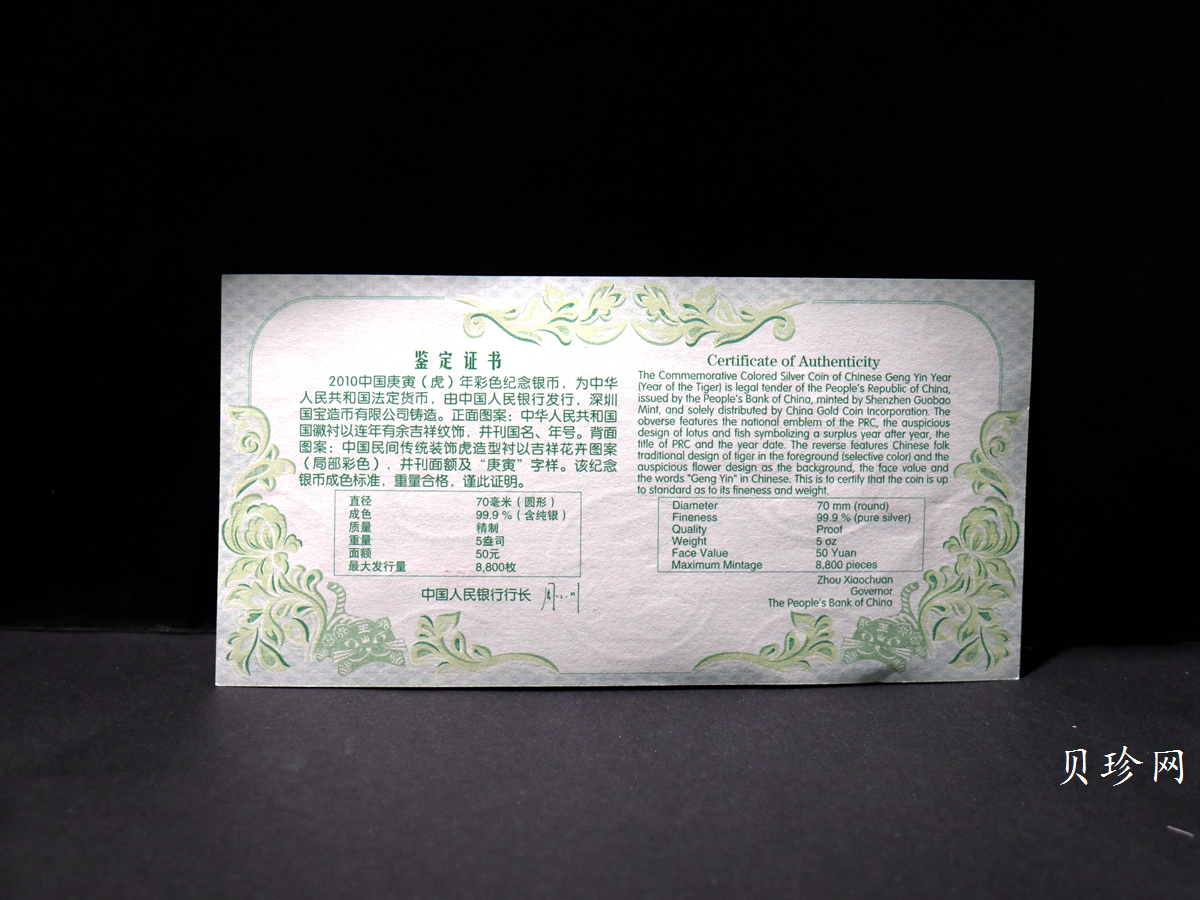 鉴定证书
2010中国庚寅（虎）年彩色纪念银币，为中华
人民共和国法定货币，由中国人民银行发行，深圳
国宝造币有限公司铸造。正面图案：中华人民共和国
国徽衬以连年有余吉祥纹饰，并刊国名、年号。背面
图案：中国民间传统装饰虎造型衬以吉祥花卉图案
（局部彩色），并刊面额及“庚寅”字样。该纪念
银币成色标准，重量合格，谨此证明。
直径 70毫米（圆形）
成色 99.9％（含纯银）
质量 精制
重量 5盎司
面额 50元
最大发行量 8,800枚
中国人民银行行长
Certificate of Authenticity
The Commemorative Colored Silver Coin of Chinese Geng Yin Year
(Year of the Tiger) is legal tender of the People's Republic of China,
issued by the People's Bank of China, minted by Shenzhen Guobao
Mint, and solely distributed by China Gold Coin Incorporation. The
obverse features the national emblem of the PRC, the auspicious
design of lotus and fish symbolizing a surplus year after year, the
title of PRC and the year date. The reverse features Chinese folk
traditional design of tiger in the foreground (selective color) and the
auspicious flower design as the background, the face value and
the words "Geng Yin" in Chinese. This is to certify that the coin is up
to standard as to its fineness and weight.
Diameter 70 mm (round)
Fineness 99.9 % (pure silver)
Quality Proof
Weight 5 oz
Face Value 50 Yuan
Maximum Mintage 8,800 pieces
Zhou Xiaochuan
Governor
The People's Bank of China
贝珍网